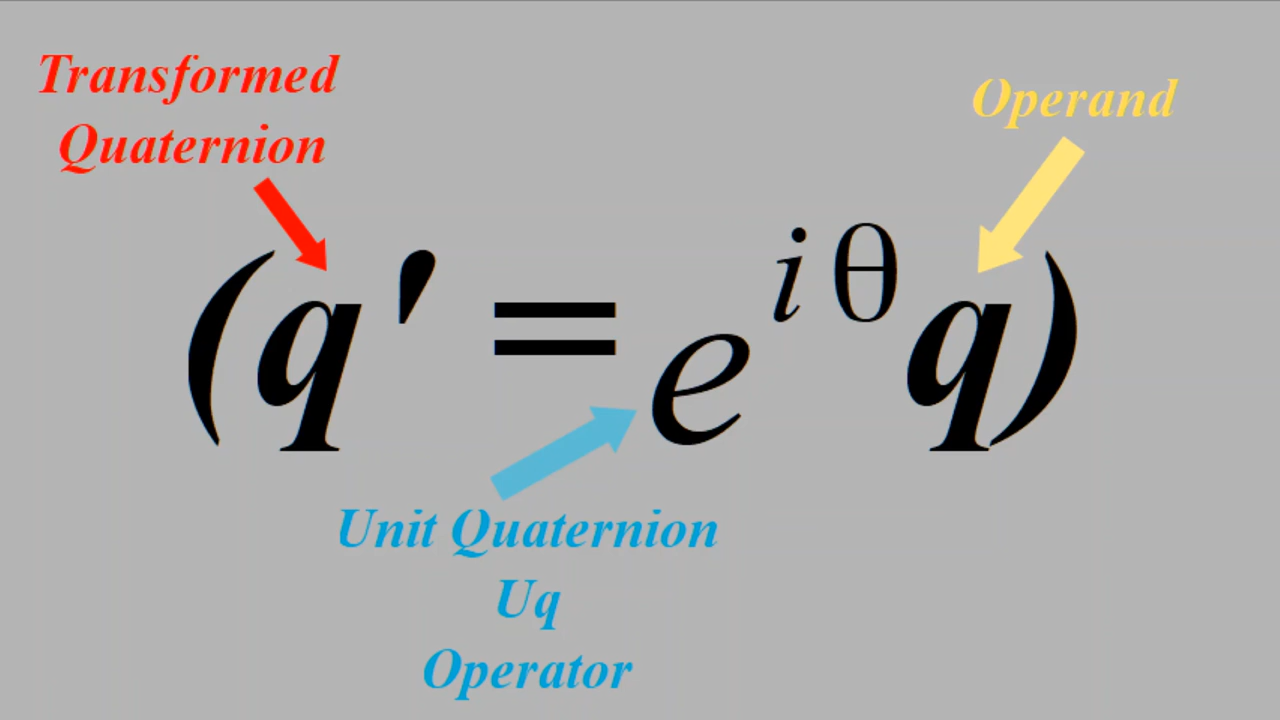 Transformed
Quaternion
Operand
(q′ = e^{iθ}q)
Unit Quaternion
Uq
Operator